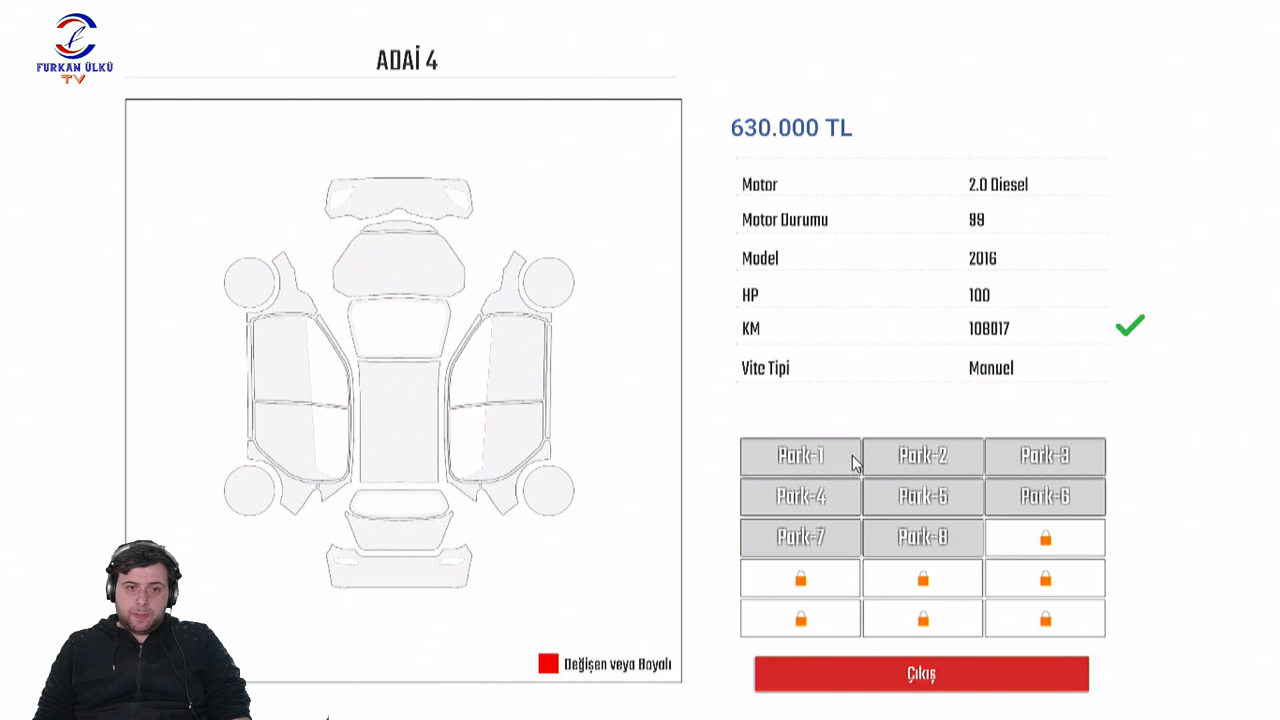 FURKAN ÜLKÜ
TV
ADAİ 4
630.000 TL
Motor 2.0 Diesel
Motor Durumu 99
Model 2016
HP 100
KM 108017
Vite Tipi Manuel
Park-1 Park-2 Park-3
Park-4 Park-5 Park-6
Park-7 Park-8
Değişen veya Boyalı
Çıkış